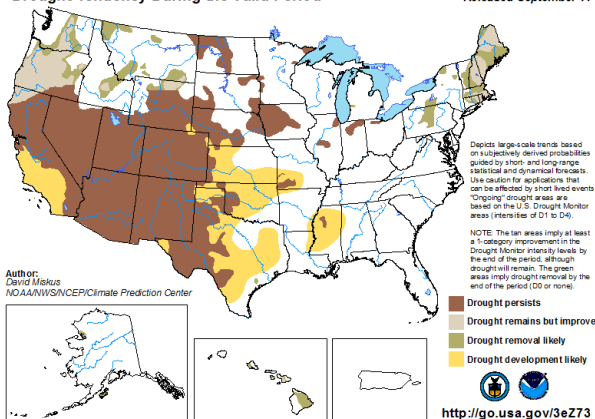 Author:
David Miskus
NOAA/NWS/NCEP/Climate Prediction Center
Depicts large-scale trends based
on subjectively derived probabilities
guided by short- and long-range
statistical and dynamical forecasts.
Use caution for applications that
can be affected by short lived events.
"Ongoing" drought areas are
based on the U.S. Drought Monitor
areas (intensities of D1 to D4).
NOTE: The tan areas imply at least
a 1-category improvement in the
Drought Monitor intensity levels by
the end of the period, although
drought will remain. The green
areas imply drought removal by the
end of the period (D0 or none).
Drought persists
Drought remains but improve
Drought removal likely
Drought development likely
http://go.usa.gov/3eZ73